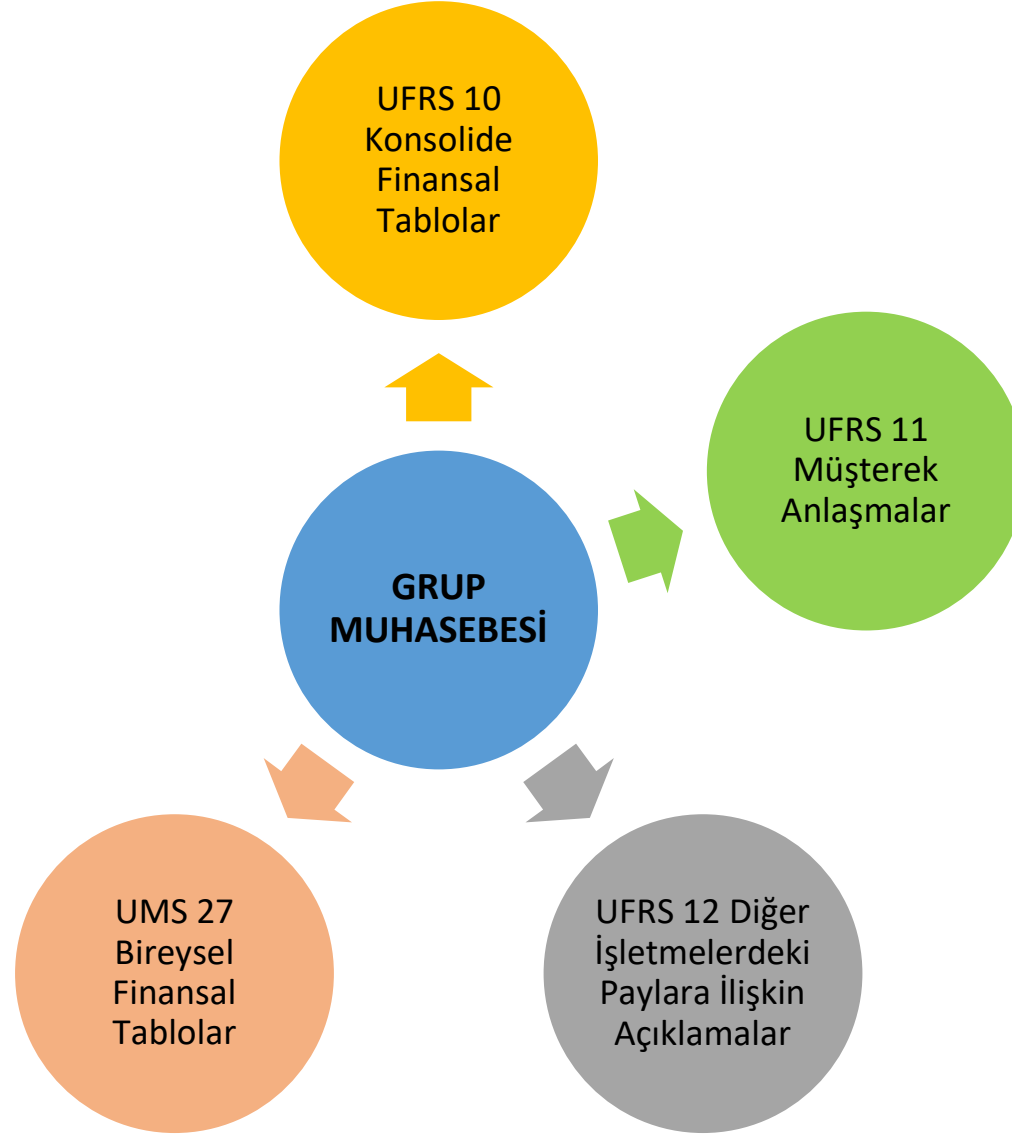 UFRS 10
Konsolide
Finansal
Tablolar
UFRS 11
Müşterek
Anlaşmalar
GRUP
MUHASEBESİ
UMS 27
Bireysel
Finansal
Tablolar
UFRS 12 Diğer
İşletmelerdeki
Paylara İlişkin
Açıklamalar